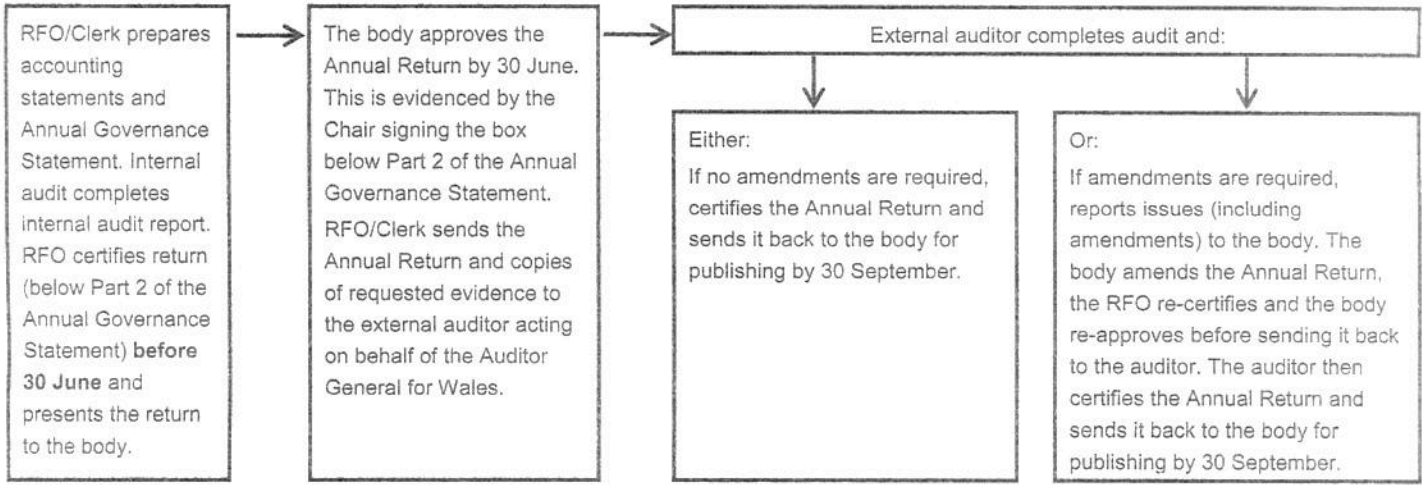 RFO/Clerk prepares
accounting
statements and
Annual Governance
Statement. Internal
audit completes
internal audit report.
RFO certifies return
(below Part 2 of the
Annual Governance
Statement) before
30 June and
presents the return
to the body.
The body approves the
Annual Return by 30 June.
This is evidenced by the
Chair signing the box
below Part 2 of the Annual
Governance Statement.
RFO/Clerk sends the
Annual Return and copies
of requested evidence to
the external auditor acting
on behalf of the Auditor
General for Wales.
External auditor completes audit and:
Either:
If no amendments are required,
certifies the Annual Return and
sends it back to the body for
publishing by 30 September.
Or:
If amendments are required,
reports issues (including
amendments) to the body. The
body amends the Annual Return,
the RFO re-certifies and the body
re-approves before sending it back
to the auditor. The auditor then
certifies the Annual Return and
sends it back to the body for
publishing by 30 September.